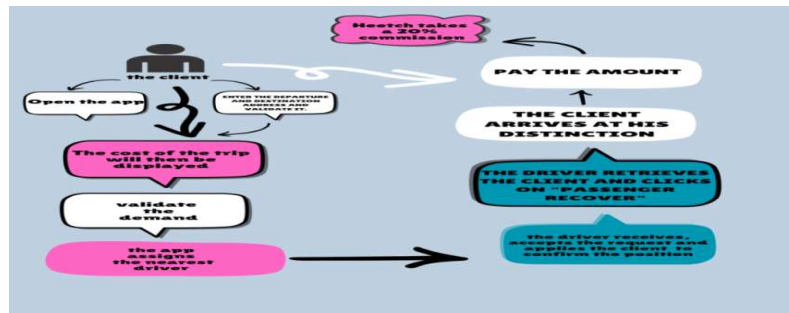 the client
Open the app
ENTER THE DEPARTURE
AND DESTINATION
ADDRESS AND
VALIDATE IT.
The cost of the trip
will then be
displayed
validate
the
demand
the app
assigns
the nearest
driver
the driver receives,
accepts the request and
applies the client to
confirm the position
THE DRIVER RETRIEVES
THE CLIENT AND CLICKS
ON "PASSENGER
RECOVER"
THE CLIENT
ARRIVES AT HIS
DISTINCTION
PAY THE AMOUNT
Heetch takes
a 20%
commission